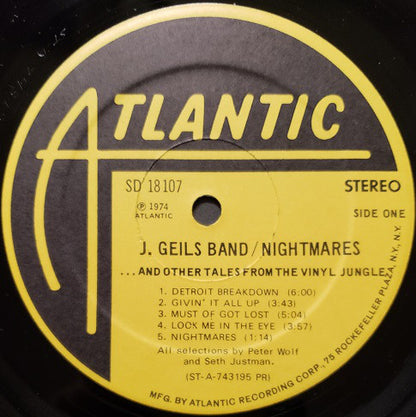 ATLANTIC
SD 18107
STEREO
℗ 1974
ATLANTIC
SIDE ONE
J. GEILS BAND/NIGHTMARES
...AND OTHER TALES FROM THE VINYL JUNGLE
1. DETROIT BREAKDOWN (6:00)
2. GIVIN' IT ALL UP (3:43)
3. MUST OF GOT LOST (5:04)
4. LOOK ME IN THE EYE (3:57)
5. NIGHTMARES (1:14)
All selections by Peter Wolf
and Seth Justman.
(ST-A-743195 PR)
MFG. BY ATLANTIC RECORDING CORP., 75 ROCKEFELLER PLAZA, N.Y., N.Y.